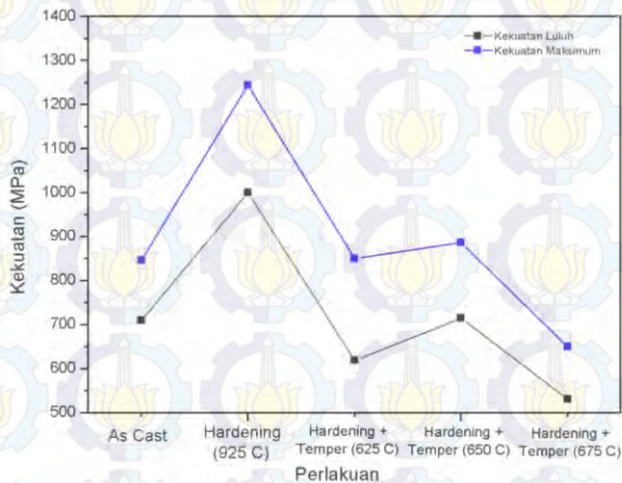 1400
1300
1200
1100
1000
900
800
700
600
500
Kekuatan (MPa)
Kekuatan Luluh
Kekuatan Maksimum
As Cast
Hardening
(925 C)
Hardening +
Temper (625 C)
Hardening +
Temper (650 C)
Hardening +
Temper (675 C)
Perlakuan